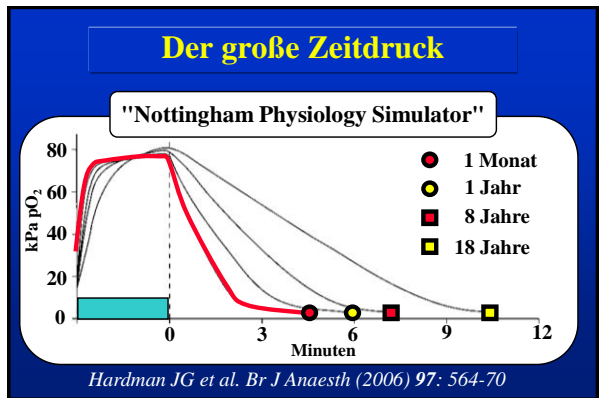 Der große Zeitdruck
"Nottingham Physiology Simulator"
80
60
40
20
0
kPa pO₂
1 Monat
1 Jahr
8 Jahre
18 Jahre
0 3 6 9 12
Minuten
Hardman JG et al. Br J Anaesth (2006) 97: 564-70